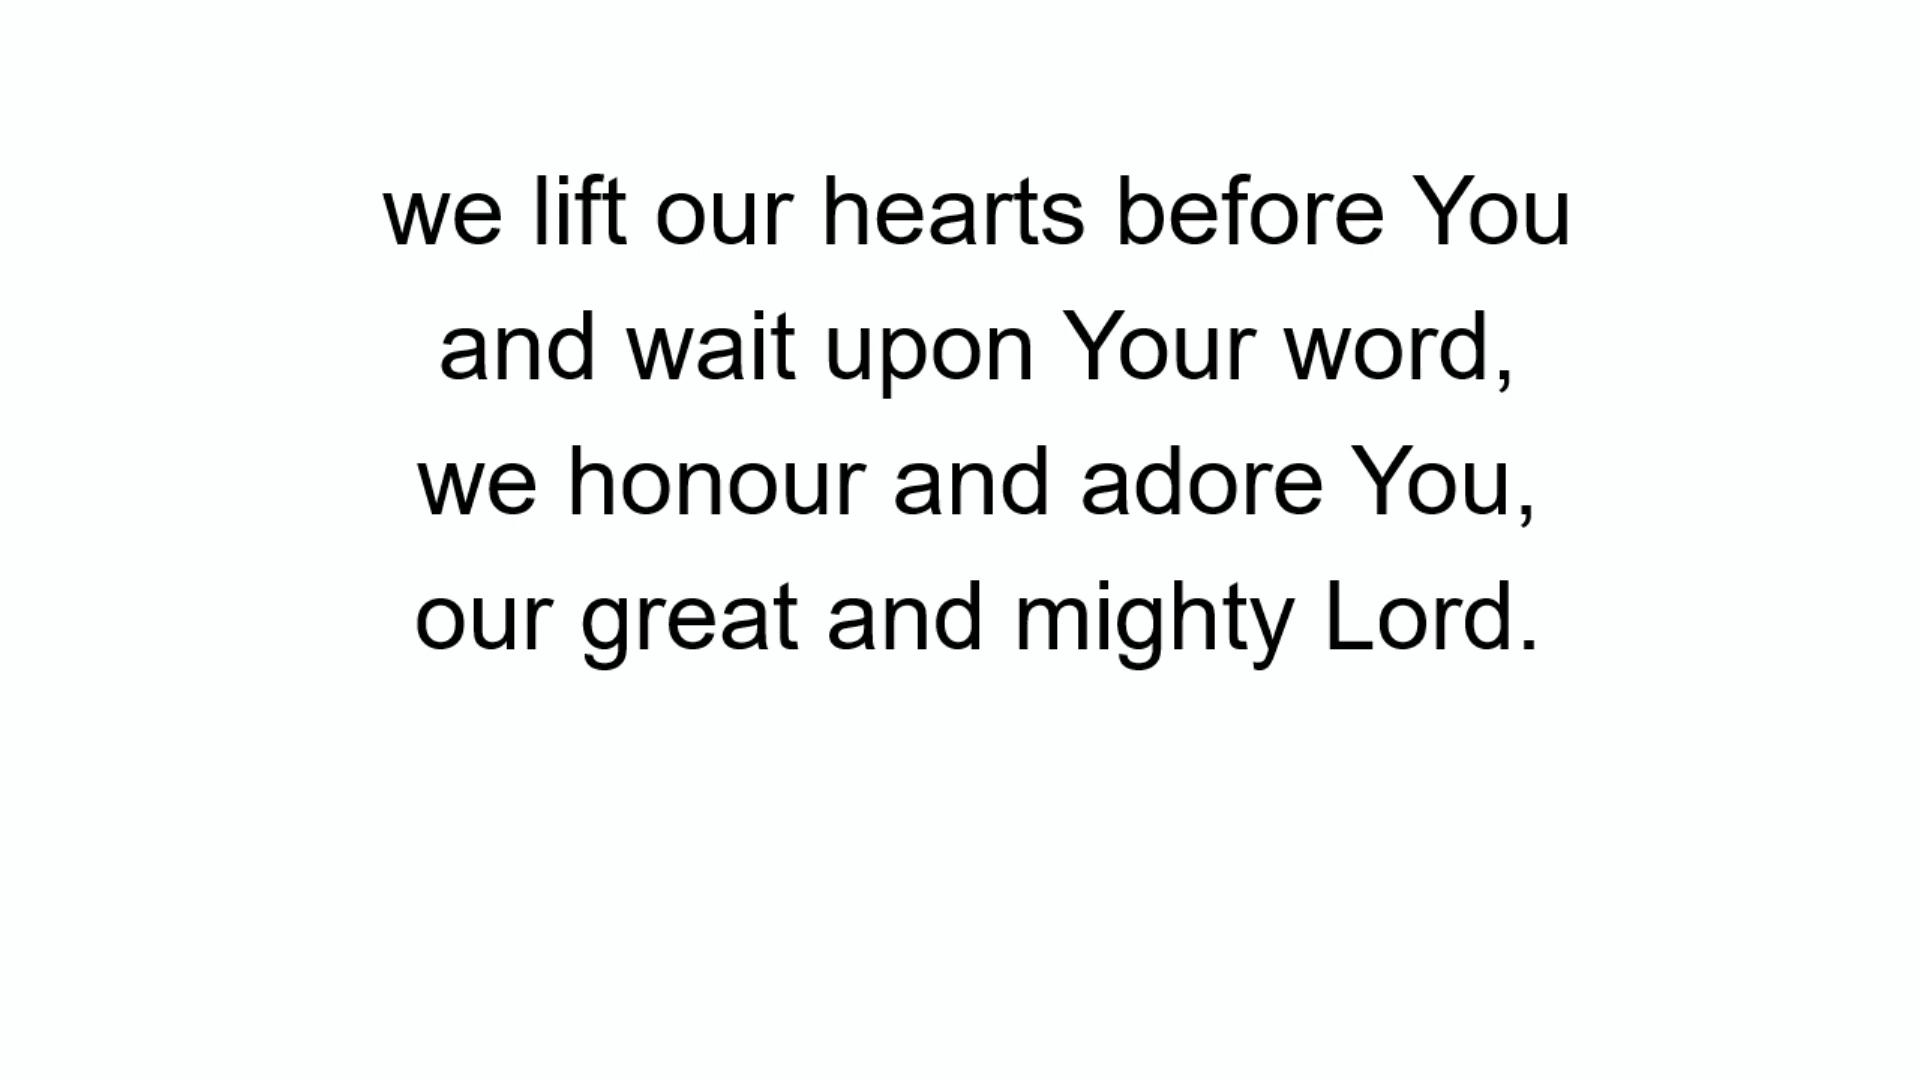 we lift our hearts before You
and wait upon Your word,
we honour and adore You,
our great and mighty Lord.